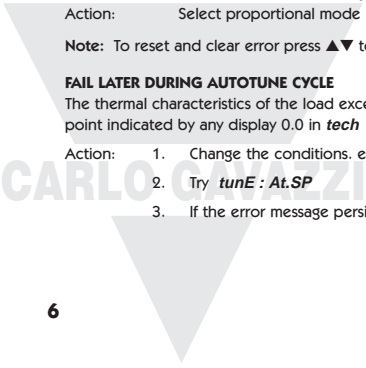 Action: Select proportional mode
Note: To reset and clear error press ▲▼ to
FAIL LATER DURING AUTOTUNE CYCLE
The thermal characteristics of the load exce
point indicated by any display 0.0 in tech
Action: 1. Change the conditions. e
2. Try tunE : At.SP
CARLO GAVAZZI
3. If the error message persi
6